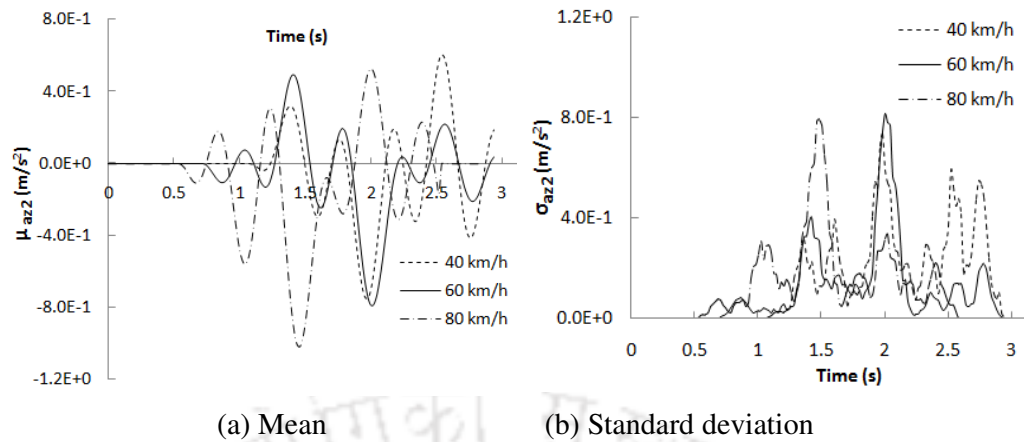 8.0E-1
4.0E-1
0.0E+0
-4.0E-1
-8.0E-1
-1.2E+0
μ az2 (m/s²)
Time (s)
0 0.5 1 1.5 2 2.5 3
40 km/h
60 km/h
80 km/h
1.2E+0
8.0E-1
4.0E-1
0.0E+0
σaz2 (m/s²)
40 km/h
60 km/h
80 km/h
0 0.5 1 1.5 2 2.5 3
Time (s)
(a) Mean
(b) Standard deviation